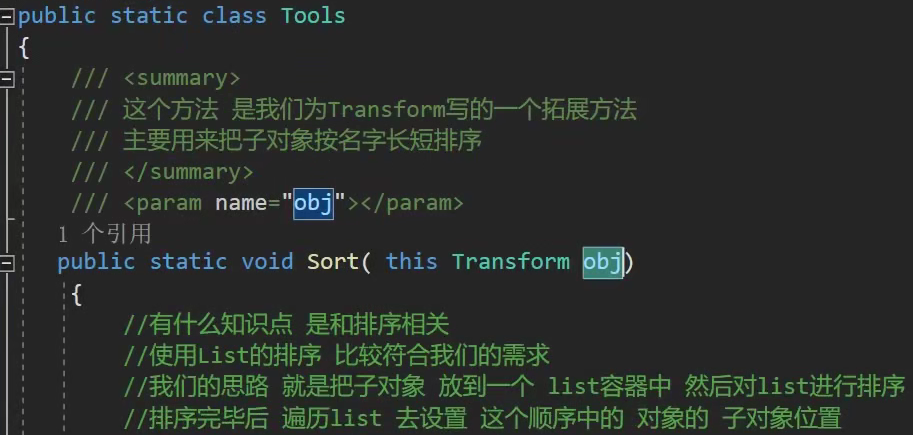 public static class Tools
{
/// <summary>
/// 这个方法 是我们为Transform写的一个拓展方法
/// 主要用来把子对象按名字长短排序
/// </summary>
/// <param name="obj"></param>
1 个引用
public static void Sort( this Transform obj)
{
//有什么知识点 是和排序相关
//使用List的排序 比较符合我们的需求
//我们的思路 就是把子对象 放到一个 list容器中 然后对list进行排序
//排序完毕后 遍历list 去设置 这个顺序中的 对象的 子对象位置